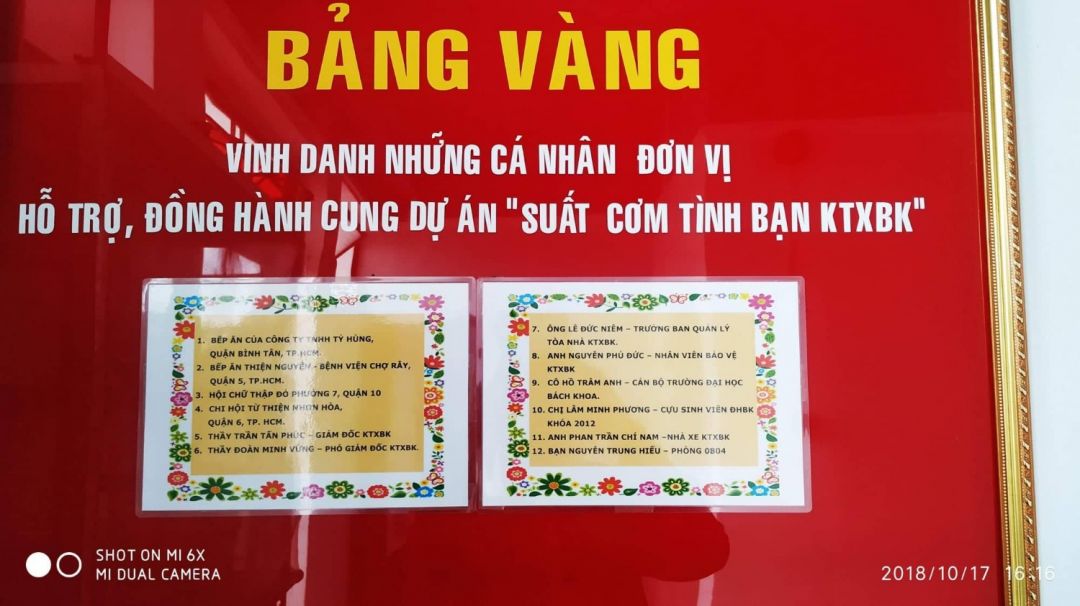 BẢNG VÀNG
VINH DANH NHỮNG CÁ NHÂN ĐƠN VỊ
HỖ TRỢ, ĐỒNG HÀNH CUNG DỰ ÁN "SUẤT CƠM TÌNH BẠN KTXBK"
1. BẾP ĂN CỦA CÔNG TY TNHH TỶ HÙNG,
QUẬN BÌNH TÂN, TP.HCM.
2. BẾP ĂN THIỆN NGUYỆN - BỆNH VIỆN CHỢ RẪY,
QUẬN 5, TP.HCM.
3. HỘI CHỮ THẬP ĐỎ PHƯỜNG 7, QUẬN 10
4. CHI HỘI TỪ THIỆN NHƠN HÒA,
QUẬN 6, TP. HCM.
5. THẦY TRẦN TẤN PHÚC – GIÁM ĐỐC KTXBK
6. THẦY ĐOÀN MINH VỮNG – PHÓ GIÁM ĐỐC KTXBK.
7. ÔNG LÊ ĐỨC NIÊM – TRƯỞNG BAN QUẢN LÝ
TÒA NHÀ KTXBK.
8. ANH NGUYỄN PHÚ ĐỨC – NHÂN VIÊN BẢO VỆ
KTXBK
9. CÔ HỒ TRÂM ANH – CÁN BỘ TRƯỜNG ĐẠI HỌC
BÁCH KHOA.
10. CHỊ LÂM MINH PHƯƠNG – CỰU SINH VIÊN ĐHBK
KHÓA 2012
11. ANH PHAN TRẦN CHÍ NAM –NHÀ XE KTXBK
12. BẠN NGUYỄN TRUNG HIẾU – PHÒNG 0B04
SHOT ON MI 6X
MI DUAL CAMERA
2018/10/17 16:16